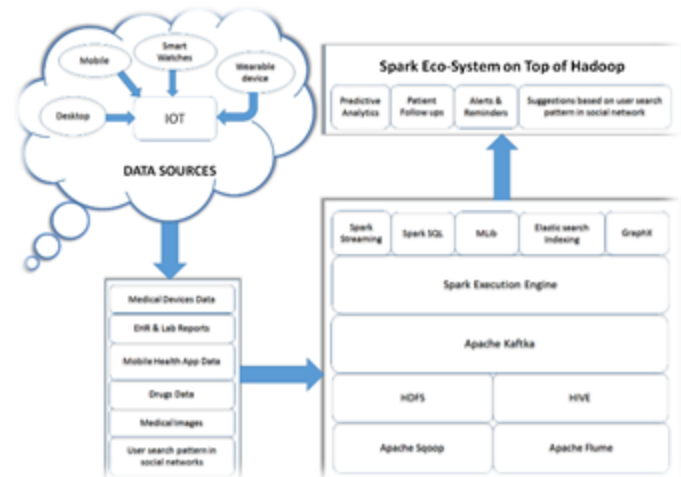 Mobile
Smart
Watches
Wearable
device
Desktop
IOT
DATA SOURCES
Medical Devices Data
EHR & Lab Reports
Mobile Health App Data
Drugs Data
Medical Images
User search pattern in
social networks
Spark Eco-System on Top of Hadoop
Predictive
Analytics
Patient
Follow-ups
Alerts &
Reminders
Suggestions based on user search
pattern in social network
Spark
Streaming
Spark SQL
MLib
Elastic search
Indexing
GraphX
Spark Execution Engine
Apache Kaftka
HDFS
HIVE
Apache Sqoop
Apache Flume